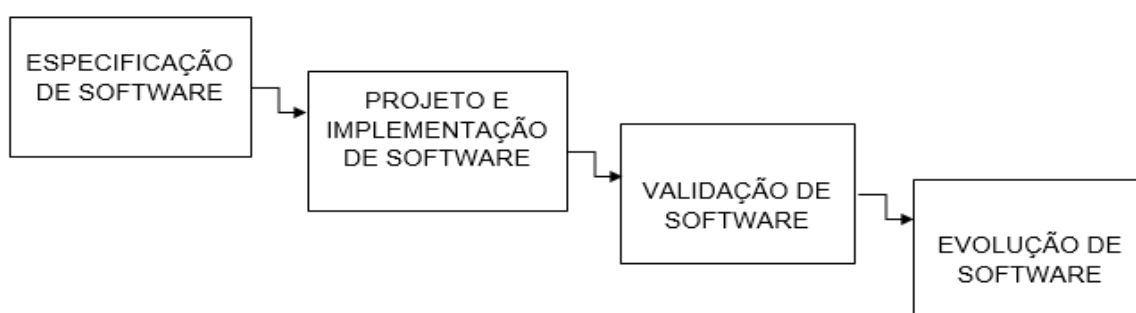 ESPECIFICAÇÃO
DE SOFTWARE
PROJETO E
IMPLEMENTAÇÃO
DE SOFTWARE
VALIDAÇÃO DE
SOFTWARE
EVOLUÇÃO DE
SOFTWARE